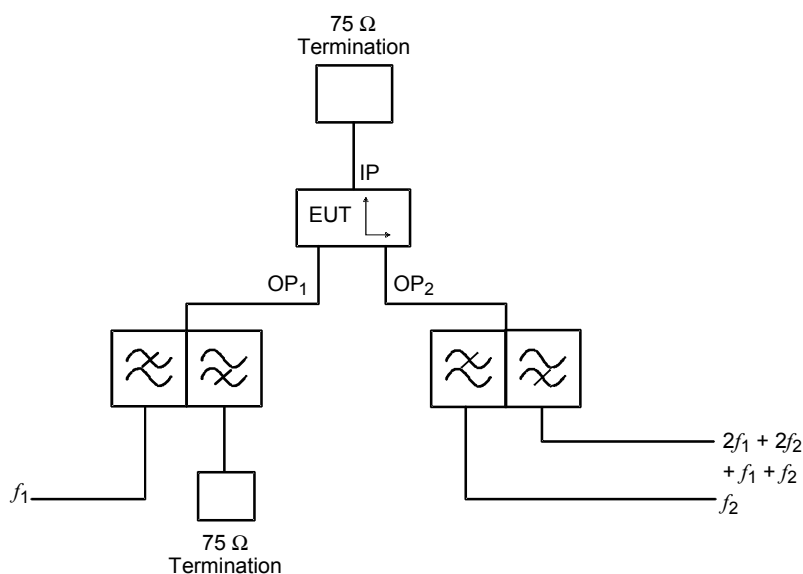 75 Ω
Termination
IP
EUT
OP₁
OP₂
2f₁ + 2f₂
+ f₁ + f₂
f₁
f₂
75 Ω
Termination